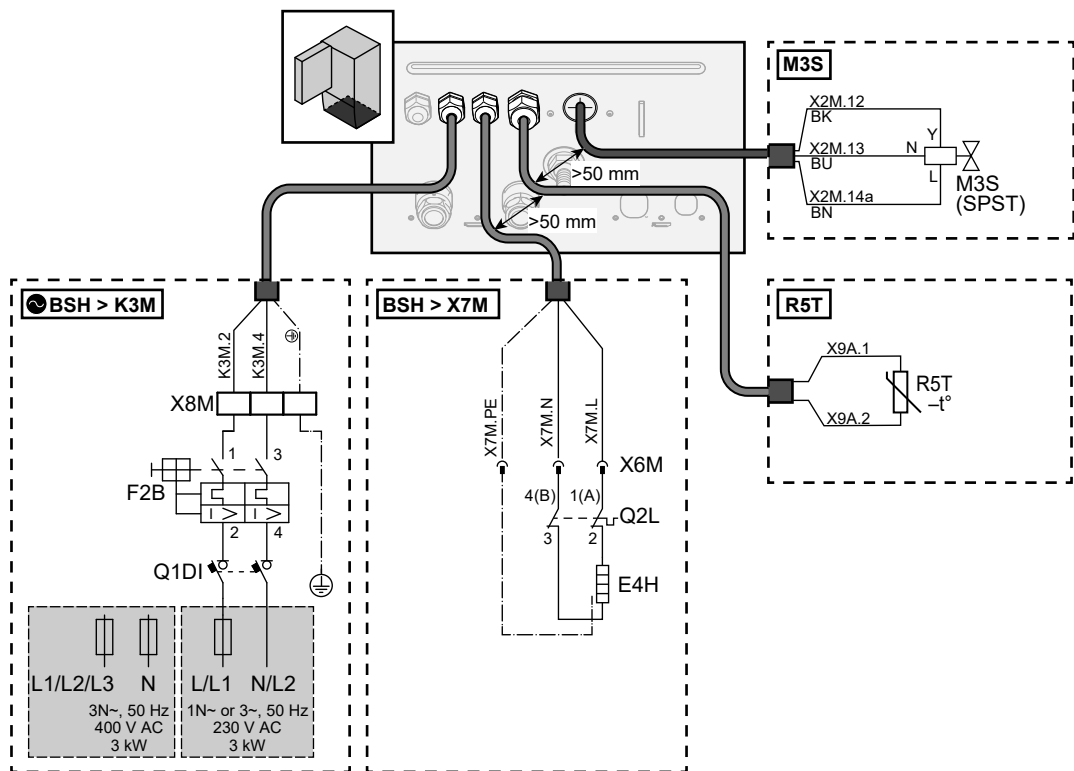 M3S
X2M.12
BK
Y
X2M.13
N
BU
L
X2M.14a
BN
M3S
(SPST)
>50 mm
>50 mm
BSH > K3M
K3M.2
K3M.4
X8M
1
3
F2B
I >
I >
2
4
Q1DI
L1/L2/L3
N
3N~, 50 Hz
400 V AC
3 kW
L/L1
N/L2
1N~ or 3~, 50 Hz
230 V AC
3 kW
BSH > X7M
X7M.PE
X7M.N
X7M.L
X6M
4(B)
1(A)
Q2L
3
2
E4H
R5T
X9A.1
R5T
–t°
X9A.2